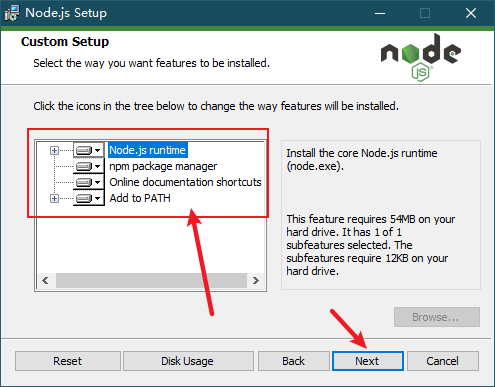 Node.js Setup
Custom Setup
Select the way you want features to be installed.
node
JS
Click the icons in the tree below to change the way features will be installed.
Node.js runtime
npm package manager
Online documentation shortcuts
Add to PATH
Install the core Node.js runtime
(node.exe).
This feature requires 54MB on your
hard drive. It has 1 of 1
subfeatures selected. The
subfeatures require 12KB on your
hard drive.
Browse...
Reset
Disk Usage
Back
Next
Cancel